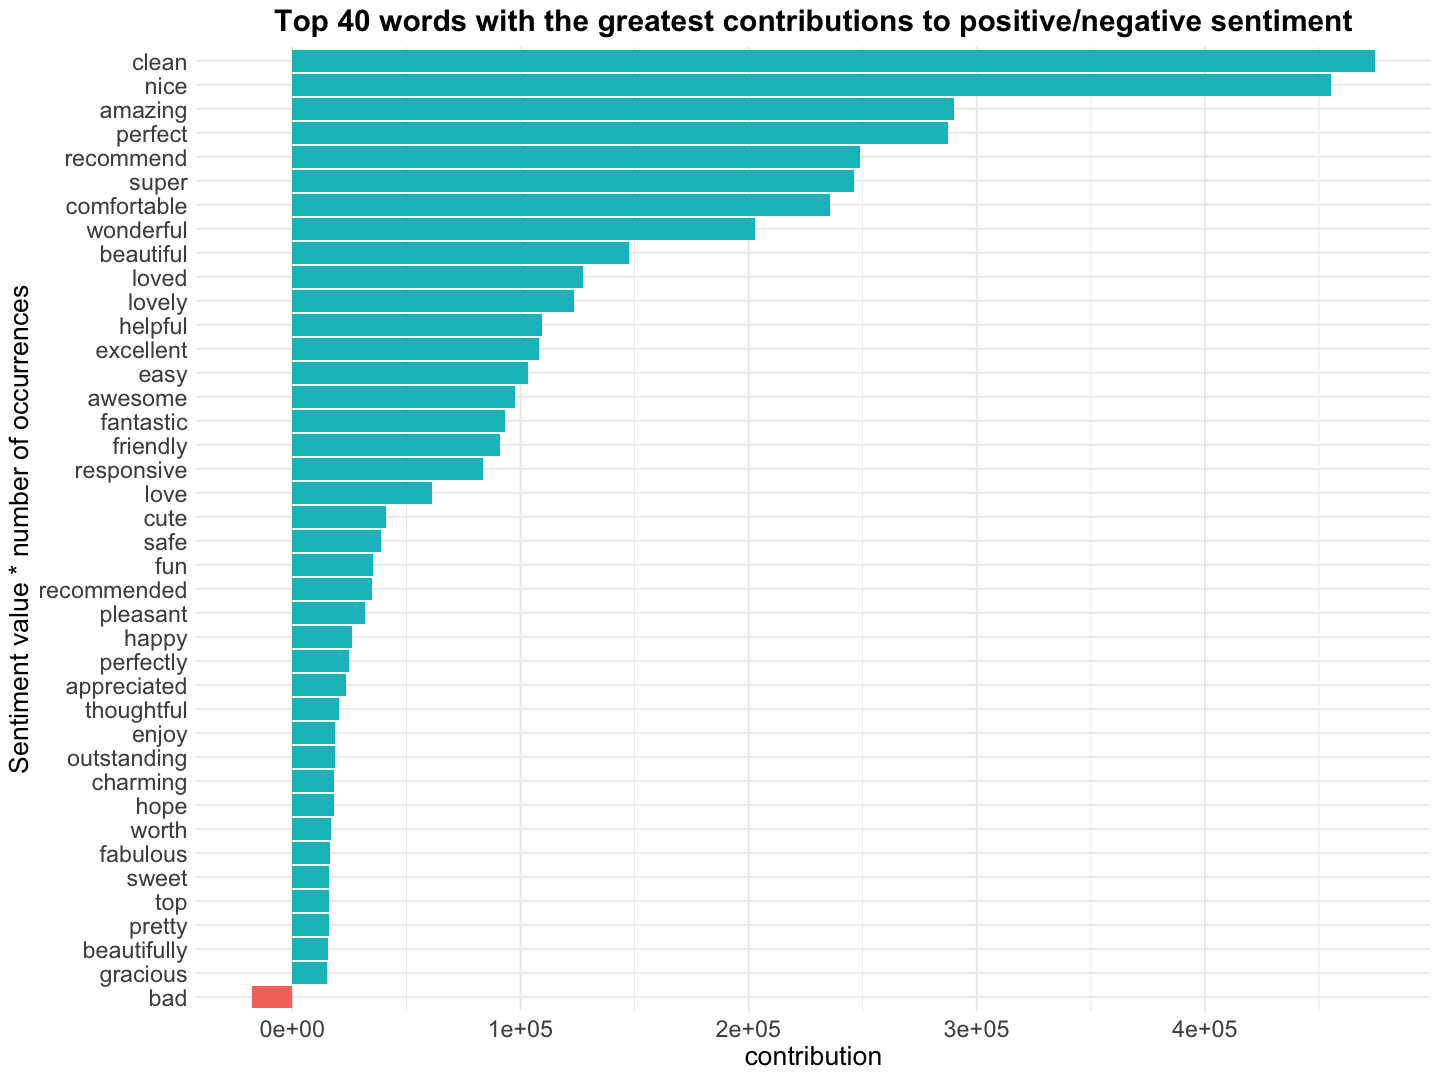 Top 40 words with the greatest contributions to positive/negative sentiment
Sentiment value * number of occurrences
clean
nice
amazing
perfect
recommend
super
comfortable
wonderful
beautiful
loved
lovely
helpful
excellent
easy
awesome
fantastic
friendly
responsive
love
cute
safe
fun
recommended
pleasant
happy
perfectly
appreciated
thoughtful
enjoy
outstanding
charming
hope
worth
fabulous
sweet
top
pretty
beautifully
gracious
bad
0e+00 1e+05 2e+05 3e+05 4e+05
contribution